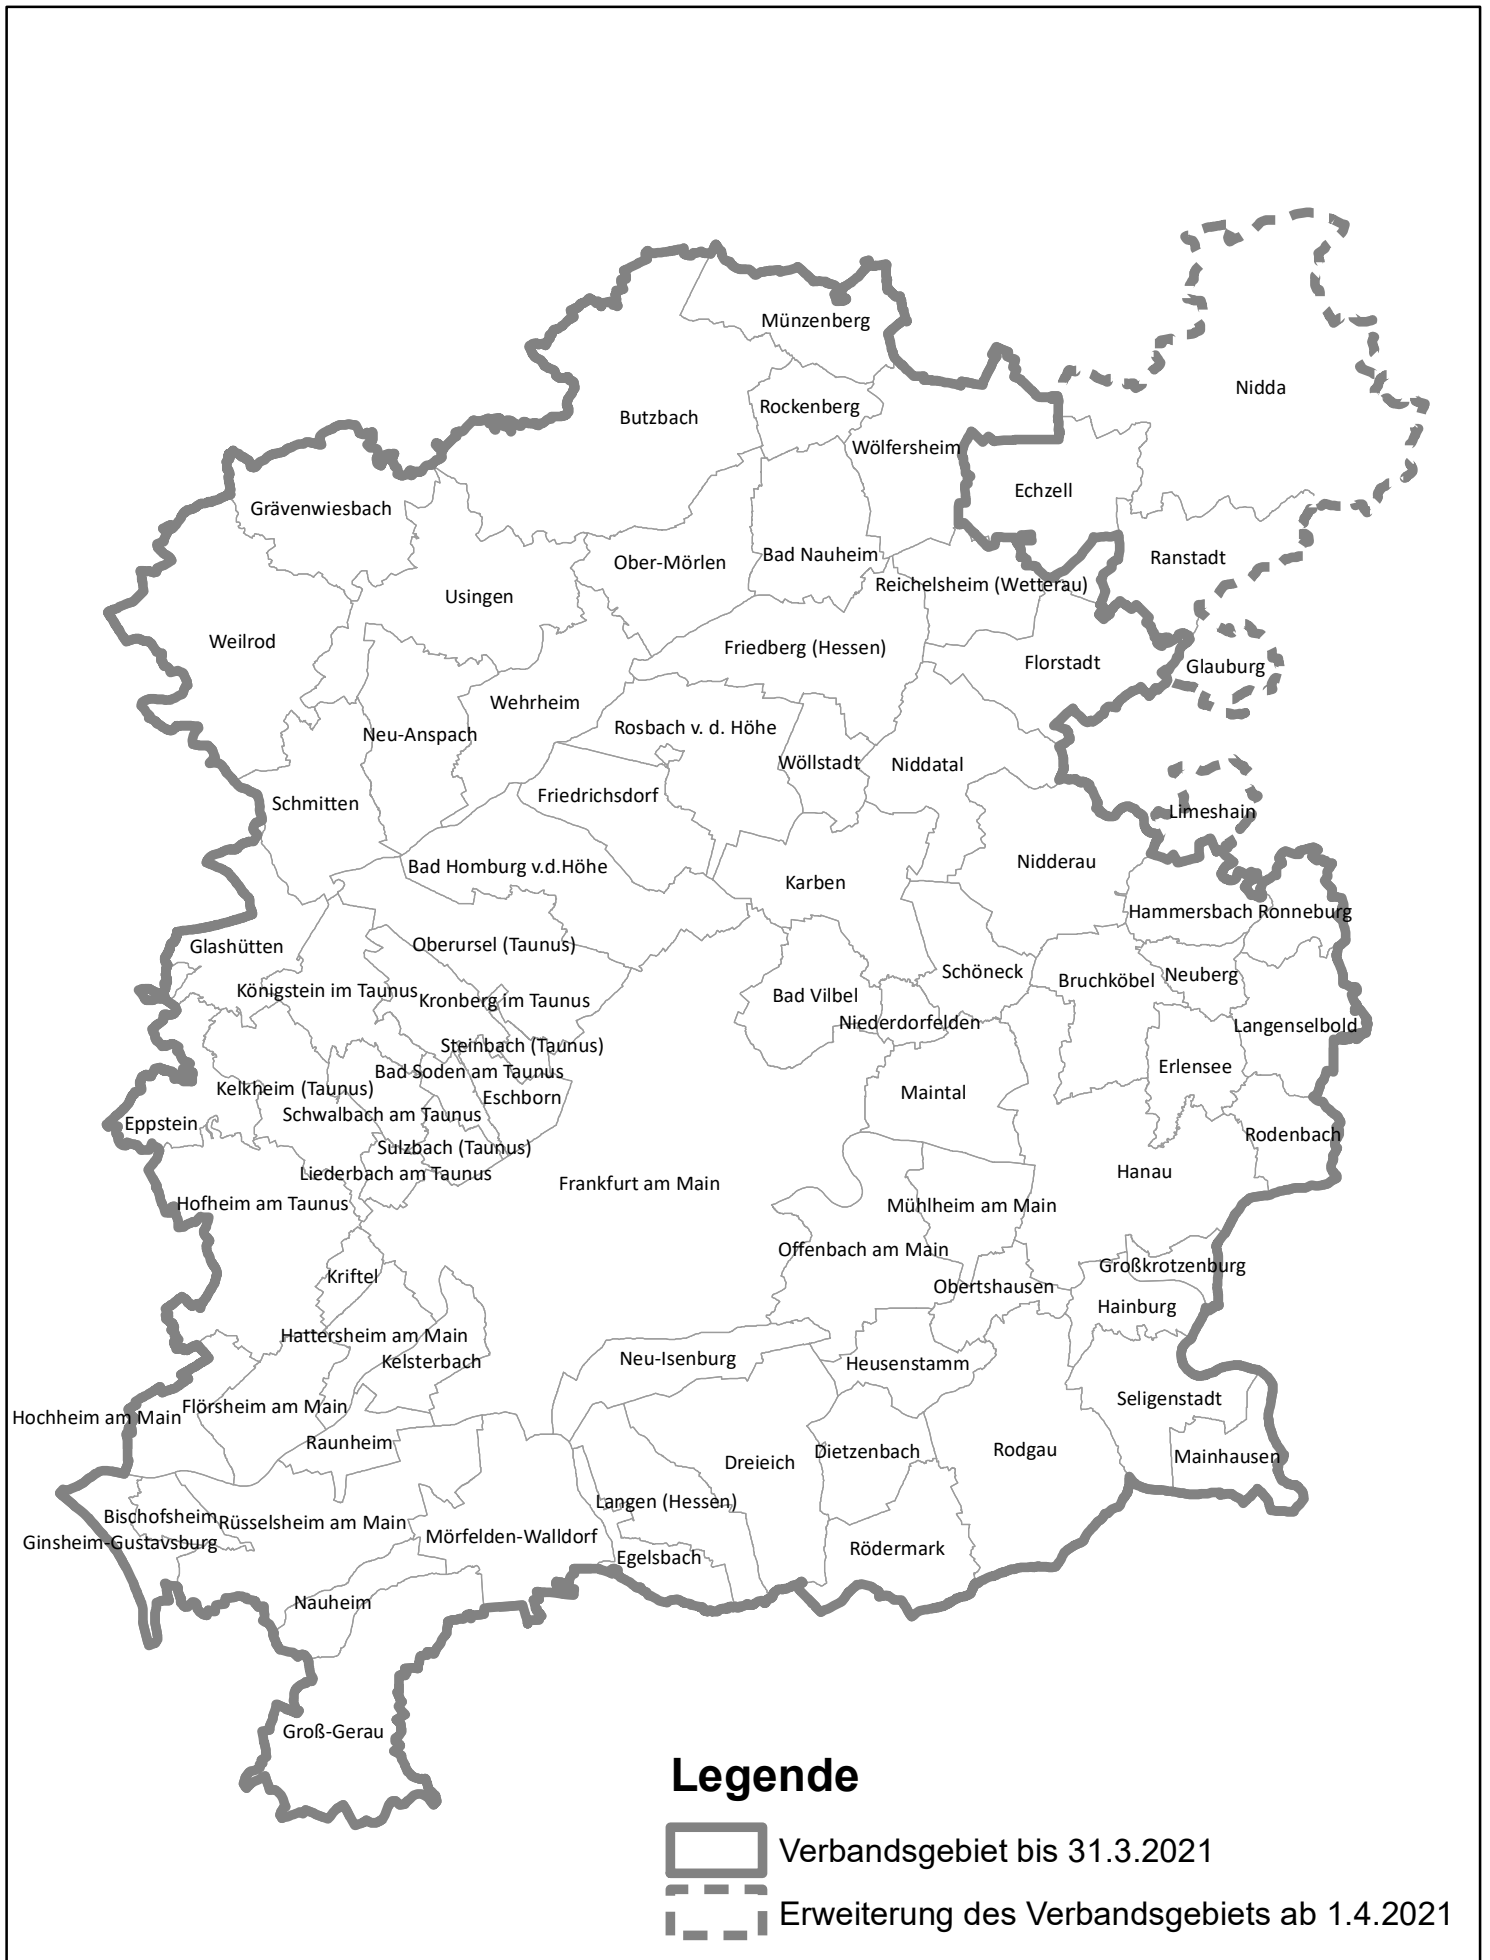 Münzenberg
Nidda
Rockenberg
Butzbach
Wölfersheim
Echzell
Grävenwiesbach
Bad Nauheim
Ranstadt
Ober-Mörlen
Reichelsheim (Wetterau)
Usingen
Weilrod
Friedberg (Hessen)
Florstadt
Glauburg
Wehrheim
Rosbach v. d. Höhe
Neu-Anspach
Wöllstadt
Niddatal
Friedrichsdorf
Schmitten
Limeshain
Nidderau
Bad Homburg v.d.Höhe
Karben
Hammersbach
Ronneburg
Glashütten
Oberursel (Taunus)
Schöneck
Neuberg
Bruchköbel
Königstein im Taunus
Bad Vilbel
Kronberg im Taunus
Niederdorfelden
Langenselbold
Steinbach (Taunus)
Erlensee
Bad Soden am Taunus
Kelkheim (Taunus)
Eschborn
Maintal
Schwalbach am Taunus
Eppstein
Rodenbach
Sulzbach (Taunus)
Liederbach am Taunus
Hanau
Frankfurt am Main
Hofheim am Taunus
Mühlheim am Main
Offenbach am Main
Großkrotzenburg
Kriftel
Obertshausen
Hainburg
Hattersheim am Main
Neu-Isenburg
Kelsterbach
Heusenstamm
Seligenstadt
Flörsheim am Main
Hochheim am Main
Raunheim
Dietzenbach
Rodgau
Mainhausen
Dreieich
Langen (Hessen)
Bischofsheim
Rüsselsheim am Main
Mörfelden-Walldorf
Ginsheim-Gustavsburg
Rödermark
Egelsbach
Nauheim
Groß-Gerau
Legende
Verbandsgebiet bis 31.3.2021
Erweiterung des Verbandsgebiets ab 1.4.2021